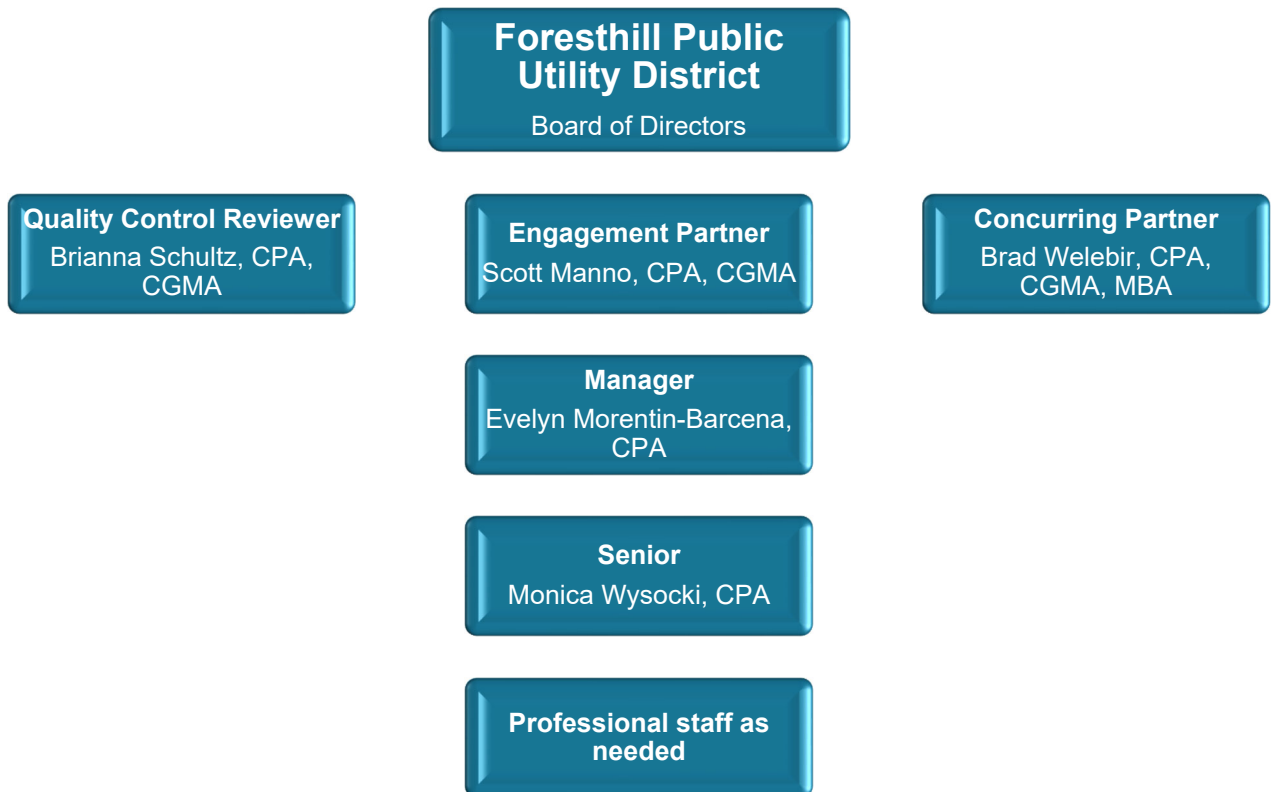 Foresthill Public
Utility District
Board of Directors
Quality Control Reviewer
Brianna Schultz, CPA,
CGMA
Engagement Partner
Scott Manno, CPA, CGMA
Concurring Partner
Brad Welebir, CPA,
CGMA, MBA
Manager
Evelyn Morentin-Barcena,
CPA
Senior
Monica Wysocki, CPA
Professional staff as
needed